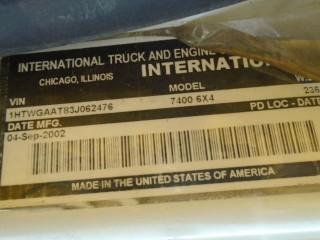 INTERNATIONAL TRUCK AND ENGINE
CHICAGO, ILLINOIS
VIN
MODEL
1HTWGAAT83J062476
7400 6X4
236
DATE MFG.
PD LOC - DATE
04-Sep-2002
MADE IN THE UNITED STATES OF AMERICA